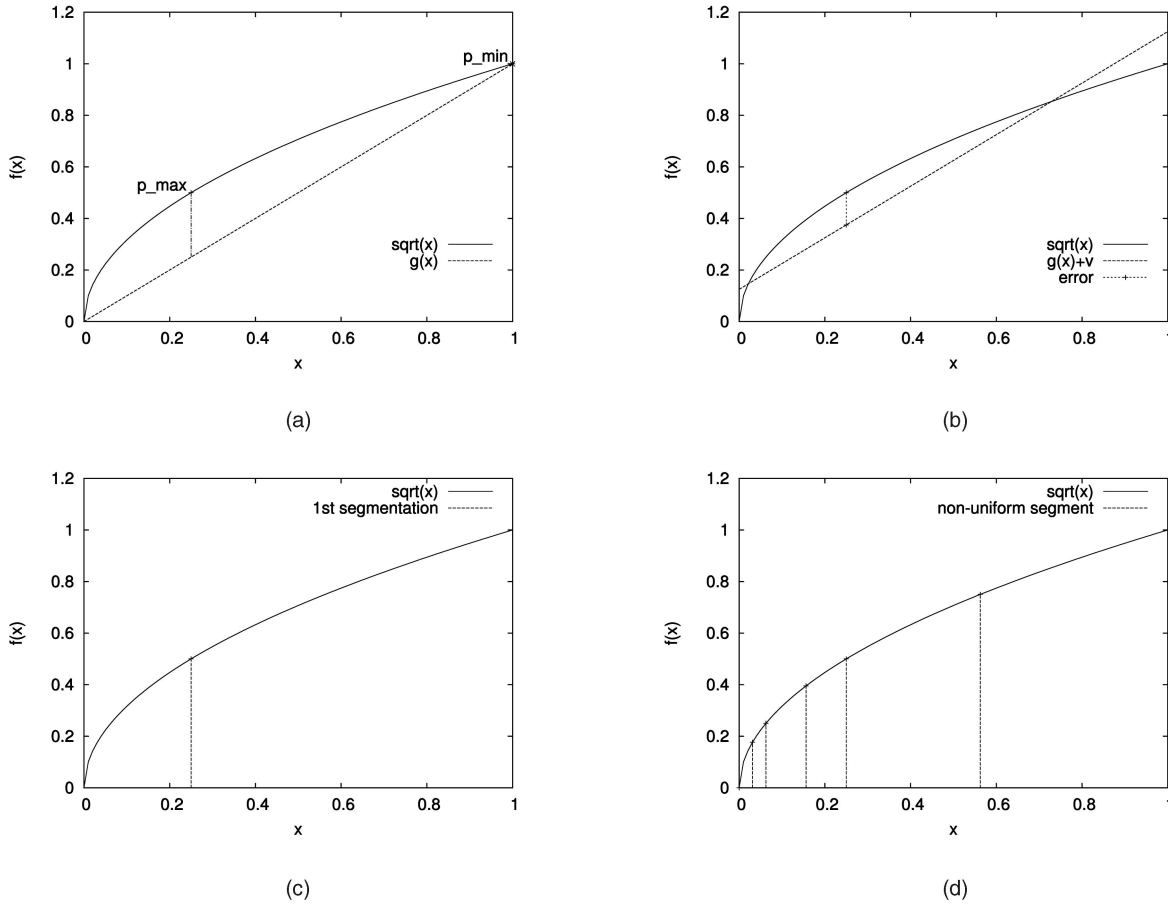 1.2
1
0.8
0.6
0.4
0.2
0
f(x)
p_min
p_max
sqrt(x)
g(x)
0 0.2 0.4 0.6 0.8 1
x
(a)
1.2
1
0.8
0.6
0.4
0.2
0
f(x)
sqrt(x)
g(x)+v
error
0 0.2 0.4 0.6 0.8 1
x
(b)
1.2
1
0.8
0.6
0.4
0.2
0
f(x)
sqrt(x)
1st segmentation
0 0.2 0.4 0.6 0.8 1
x
(c)
1.2
1
0.8
0.6
0.4
0.2
0
f(x)
sqrt(x)
non-uniform segment
0 0.2 0.4 0.6 0.8 1
x
(d)